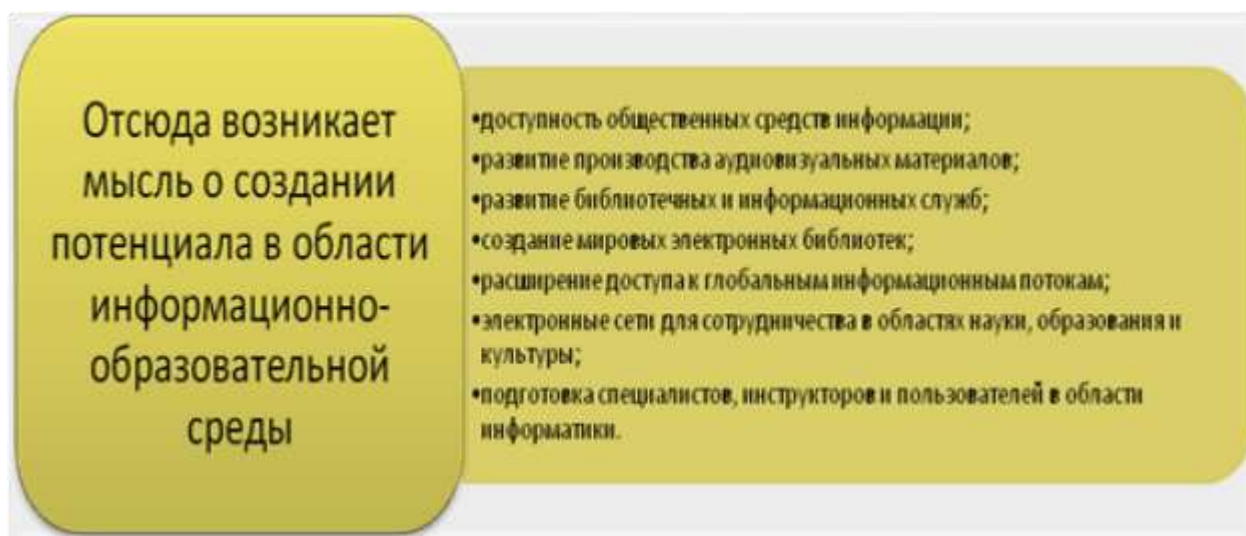 Отсюда возникает
мысль о создании
потенциала в области
информационно-
образовательной
среды
•доступность общественных средств информации;
•развитие производства аудиовизуальных материалов;
•развитие библиотечных и информационных служб;
•создание мировых электронных библиотек;
•расширение доступа к глобальным информационным потокам;
•электронные сети для сотрудничества в областях науки, образования и
культуры;
•подготовка специалистов, инструкторов и пользователей в области
информатики.